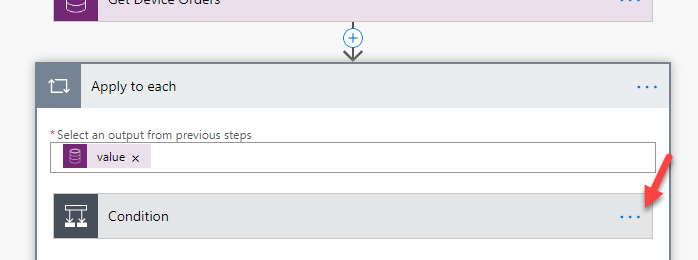 Get Device Orders
Apply to each
* Select an output from previous steps
value ×
Condition